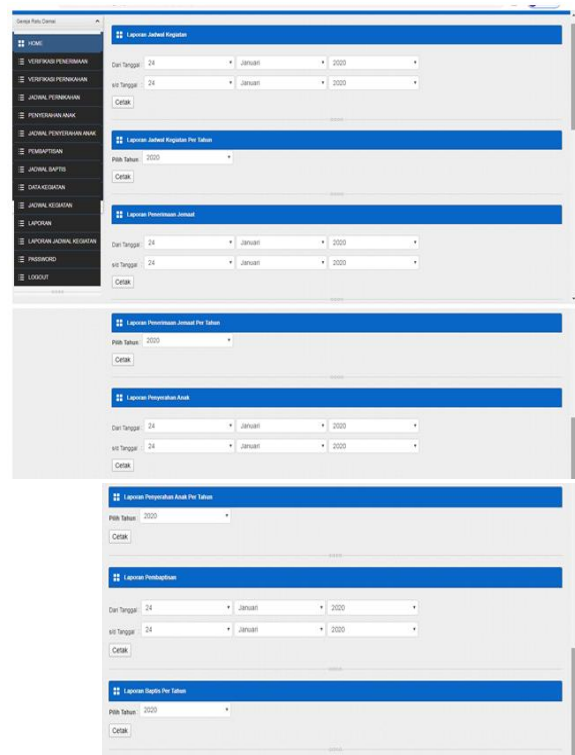 Gereja Ratu Damai
HOME
VERIFIKASI PENERIMAAN
VERIFIKASI PERNIKAHAN
JADWAL PERNIKAHAN
PENYERAHAN ANAK
JADWAL PENYERAHAN ANAK
PEMBAPTISAN
JADWAL BAPTIS
DATA KEGIATAN
JADWAL KEGIATAN
LAPORAN
LAPORAN JADWAL KEGIATAN
PASSWORD
LOGOUT
Laporan Jadwal Kegiatan
Dari Tanggal : 24 Januari 2020
s/d Tanggal : 24 Januari 2020
Cetak
Laporan Jadwal Kegiatan Per Tahun
Pilih Tahun : 2020
Cetak
Laporan Penerimaan Jemaat
Dari Tanggal : 24 Januari 2020
s/d Tanggal : 24 Januari 2020
Cetak
Laporan Penerimaan Jemaat Per Tahun
Pilih Tahun : 2020
Cetak
Laporan Penyerahan Anak
Dari Tanggal : 24 Januari 2020
s/d Tanggal : 24 Januari 2020
Cetak
Laporan Penyerahan Anak Per Tahun
Pilih Tahun : 2020
Cetak
Laporan Pembaptisan
Dari Tanggal : 24 Januari 2020
s/d Tanggal : 24 Januari 2020
Cetak
Laporan Baptis Per Tahun
Pilih Tahun : 2020
Cetak